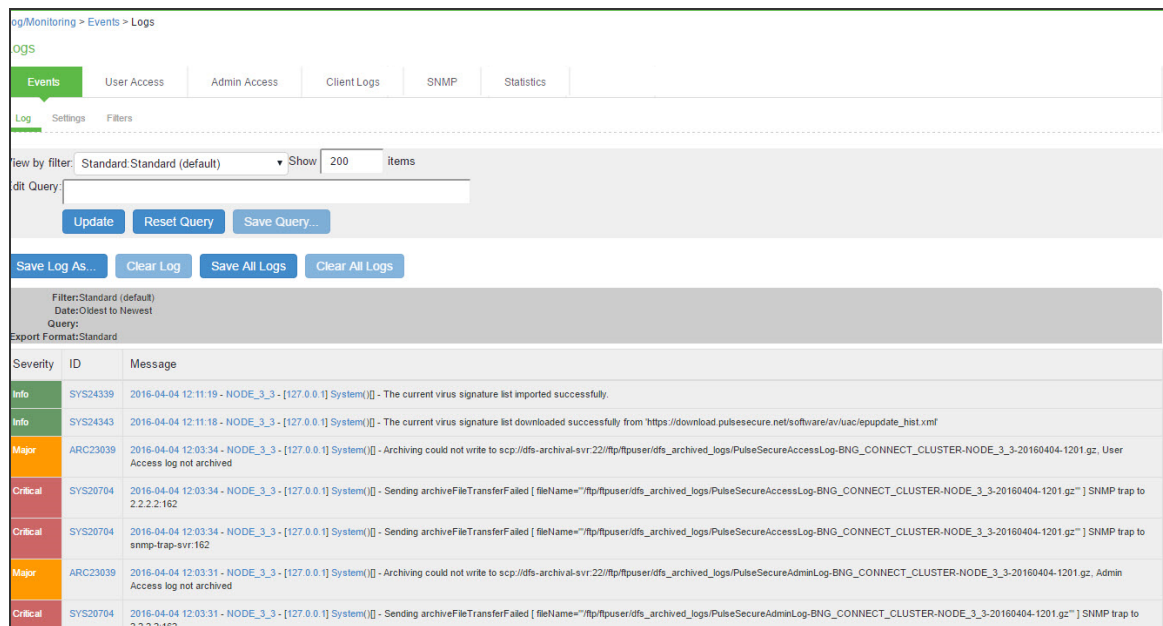 og/Monitoring > Events > Logs
ogs
Events User Access Admin Access Client Logs SNMP Statistics
Log Settings Filters
View by filter: Standard:Standard (default) Show 200 items
Edit Query:
Update Reset Query Save Query...
Save Log As... Clear Log Save All Logs Clear All Logs
Filter:Standard (default)
Date:Oldest to Newest
Query:
Export Format:Standard
Severity ID Message
Info SYS24339 2016-04-04 12:11:19 - NODE_3_3 - [127.0.0.1] System()[] - The current virus signature list imported successfully.
Info SYS24343 2016-04-04 12:11:18 - NODE_3_3 - [127.0.0.1] System()[] - The current virus signature list downloaded successfully from 'https://download.pulsesecure.net/software/av/uac/epupdate_hist.xml'
Major ARC23039 2016-04-04 12:03:34 - NODE_3_3 - [127.0.0.1] System()[] - Archiving could not write to scp://dfs-archival-svr:22//ftp/ftpuser/dfs_archived_logs/PulseSecureAccessLog-BNG_CONNECT_CLUSTER-NODE_3_3-20160404-1201.gz, User
Access log not archived
Critical SYS20704 2016-04-04 12:03:34 - NODE_3_3 - [127.0.0.1] System()[] - Sending archiveFileTransferFailed [ fileName='"/ftp/ftpuser/dfs_archived_logs/PulseSecureAccessLog-BNG_CONNECT_CLUSTER-NODE_3_3-20160404-1201.gz"' ] SNMP trap to
2.2.2.2:162
Critical SYS20704 2016-04-04 12:03:34 - NODE_3_3 - [127.0.0.1] System()[] - Sending archiveFileTransferFailed [ fileName='"/ftp/ftpuser/dfs_archived_logs/PulseSecureAccessLog-BNG_CONNECT_CLUSTER-NODE_3_3-20160404-1201.gz"' ] SNMP trap to
snmp-trap-svr:162
Major ARC23039 2016-04-04 12:03:31 - NODE_3_3 - [127.0.0.1] System()[] - Archiving could not write to scp://dfs-archival-svr:22//ftp/ftpuser/dfs_archived_logs/PulseSecureAdminLog-BNG_CONNECT_CLUSTER-NODE_3_3-20160404-1201.gz, Admin
Access log not archived
Critical SYS20704 2016-04-04 12:03:31 - NODE_3_3 - [127.0.0.1] System()[] - Sending archiveFileTransferFailed [ fileName='"/ftp/ftpuser/dfs_archived_logs/PulseSecureAdminLog-BNG_CONNECT_CLUSTER-NODE_3_3-20160404-1201.gz"' ] SNMP trap to